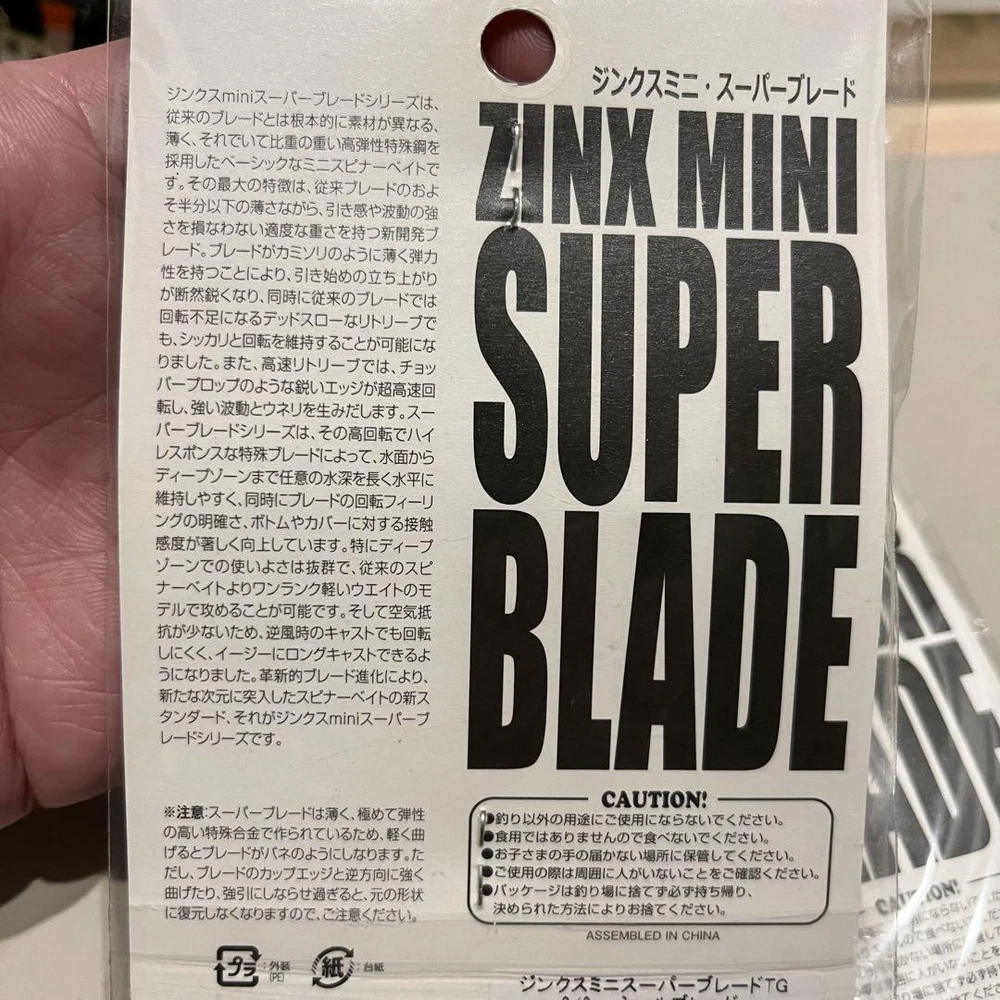 ジンクスミニ・スーパーブレード
ZINX MINI
SUPER
BLADE
ジンクスminiスーパーブレードシリーズは、
従来のブレードとは根本的に素材が異なる、
薄く、それでいて比重の重い高弾性特殊鋼を
採用したベーシックなミニスピナーベイトで
す。その最大の特徴は、従来ブレードのおよ
そ半分以下の薄さながら、引き感や波動の強
さを損なわない適度な重さを持つ新開発ブ
レード。ブレードがカミソリのように薄く弾力
性を持つことにより、引き始めの立ち上がり
が断然鋭くなり、同時に従来のブレードでは
回転不足になるデッドスローなリトリーブで
も、シッカリと回転を維持することが可能にな
りました。また、高速リトリーブでは、チョッ
パープロップのような鋭いエッジが超高速回
転し、強い波動とウネリを生みだします。スー
パーブレードシリーズは、その高回転でハイ
レスポンスな特殊ブレードによって、水面から
ディープゾーンまで任意の水深を長く水平に
維持しやすく、同時にブレードの回転フィーリ
ングの明確さ、ボトムやカバーに対する接触
感度が著しく向上しています。特にディープ
ゾーンでの使いよさは抜群で、従来のスピ
ナーベイトよりワンランク軽いウエイトのモ
デルで攻めることが可能です。そして空気抵
抗が少ないため、逆風時のキャストでも回転
しにくく、イージーにロングキャストできるよ
うになりました。革新的ブレード進化により、
新たな次元に突入したスピナーベイトの新ス
タンダード、それがジンクスminiスーパーブ
レードシリーズです。
※注意:スーパーブレードは薄く、極めて弾性
の高い特殊合金で作られているため、軽く曲
げるとブレードがバネのようにしなります。た
だし、ブレードのカップエッジと逆方向に強く
曲げたり、強引にしならせ過ぎると、元の形状
に復元しなくなりますので、ご注意ください。
プラ :外装
(PE)
紙 :台紙
CAUTION!
●釣り以外の用途にご使用にならないでください。
●食用ではありませんので食べないでください。
●お子さまの手の届かない場所に保管してください。
●ご使用の際は周囲に人がいないことをご確認ください。
●パッケージは釣り場に捨てず必ず持ち帰り、
決められた方法によりお捨てください。
ASSEMBLED IN CHINA
ジンクスミニスーパーブレードTG
CAUTION!